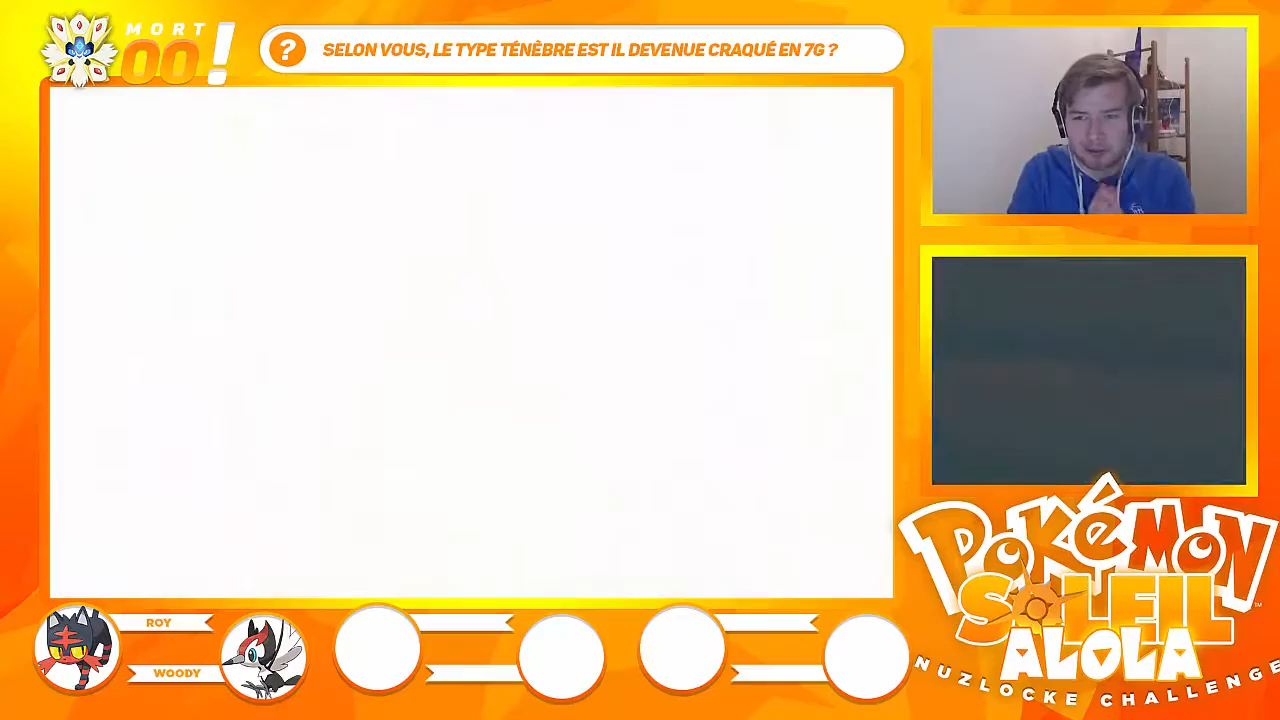 MORT
00!
? SELON VOUS, LE TYPE TÉNÈBRE EST IL DEVENUE CRAQUÉ EN 7G ?
ROY
WOODY
POKÉMON
SOLEIL
ALOLA
NUZLOCKE CHALLENGE